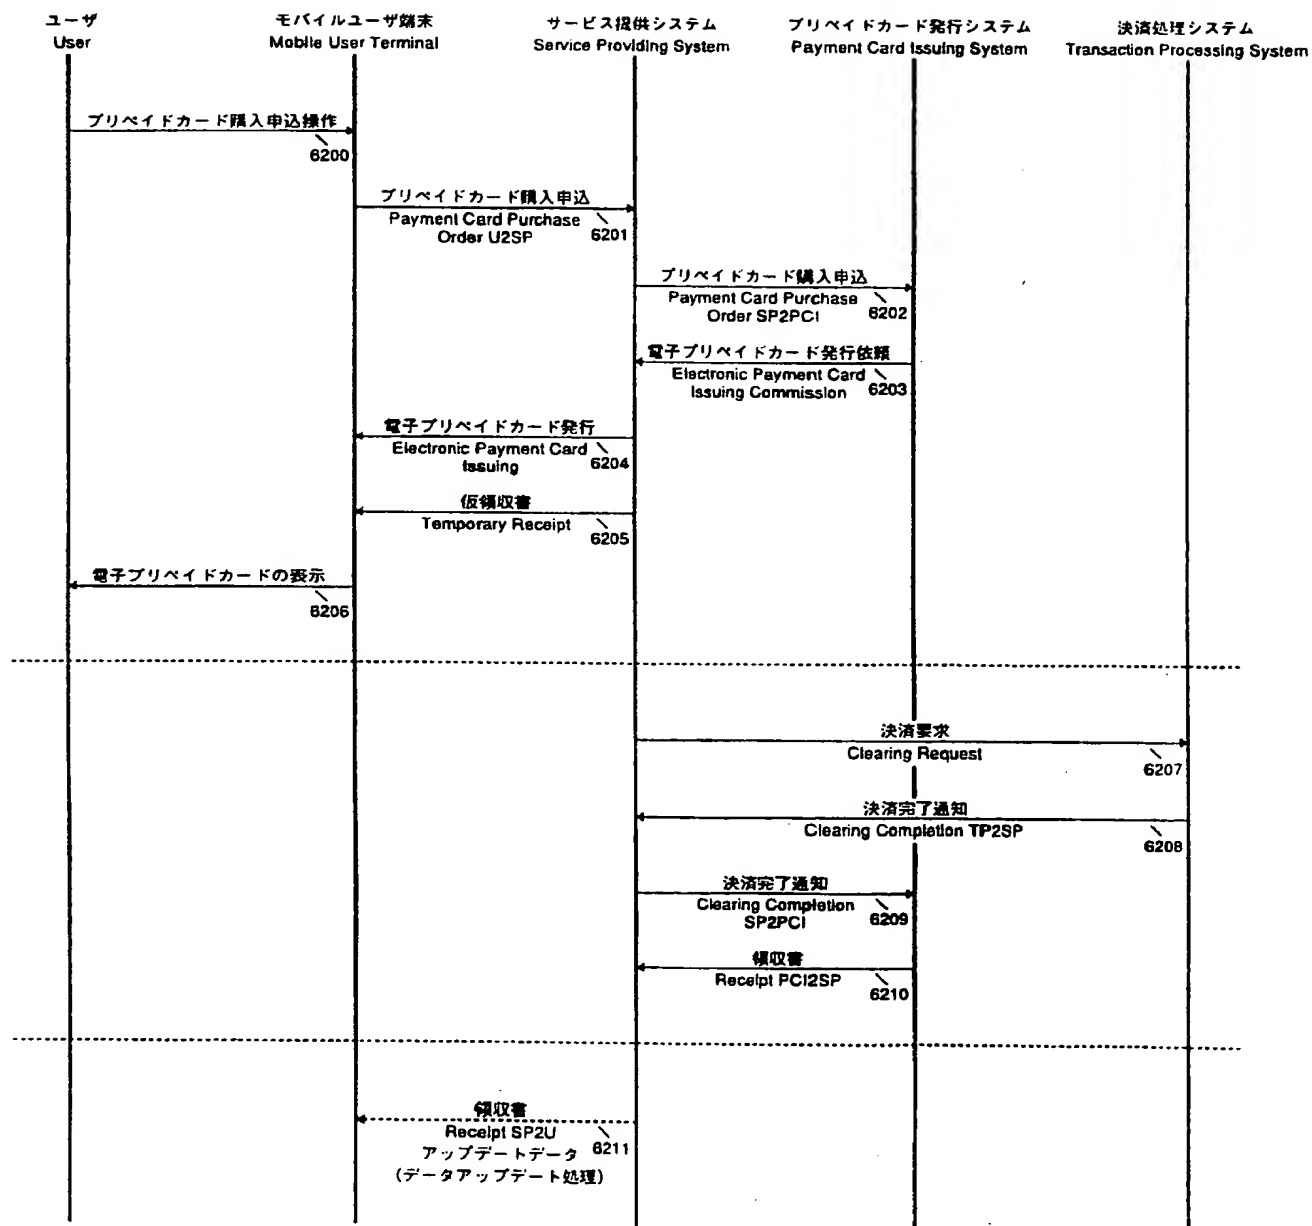 ユーザ
User
モバイルユーザ端末
Mobile User Terminal
サービス提供システム
Service Providing System
プリペイドカード発行システム
Payment Card Issuing System
決済処理システム
Transaction Processing System
プリペイドカード購入申込操作
6200
プリペイドカード購入申込
Payment Card Purchase
Order U2SP
6201
プリペイドカード購入申込
Payment Card Purchase
Order SP2PCI
6202
電子プリペイドカード発行依頼
Electronic Payment Card
Issuing Commission
6203
電子プリペイドカード発行
Electronic Payment Card
Issuing
6204
仮領収書
Temporary Receipt
6205
電子プリペイドカードの表示
6206
決済要求
Clearing Request
6207
決済完了通知
Clearing Completion TP2SP
6208
決済完了通知
Clearing Completion
SP2PCI
6209
領収書
Receipt PCI2SP
6210
領収書
Receipt SP2U
6211
アップデートデータ
(データアップデート処理)